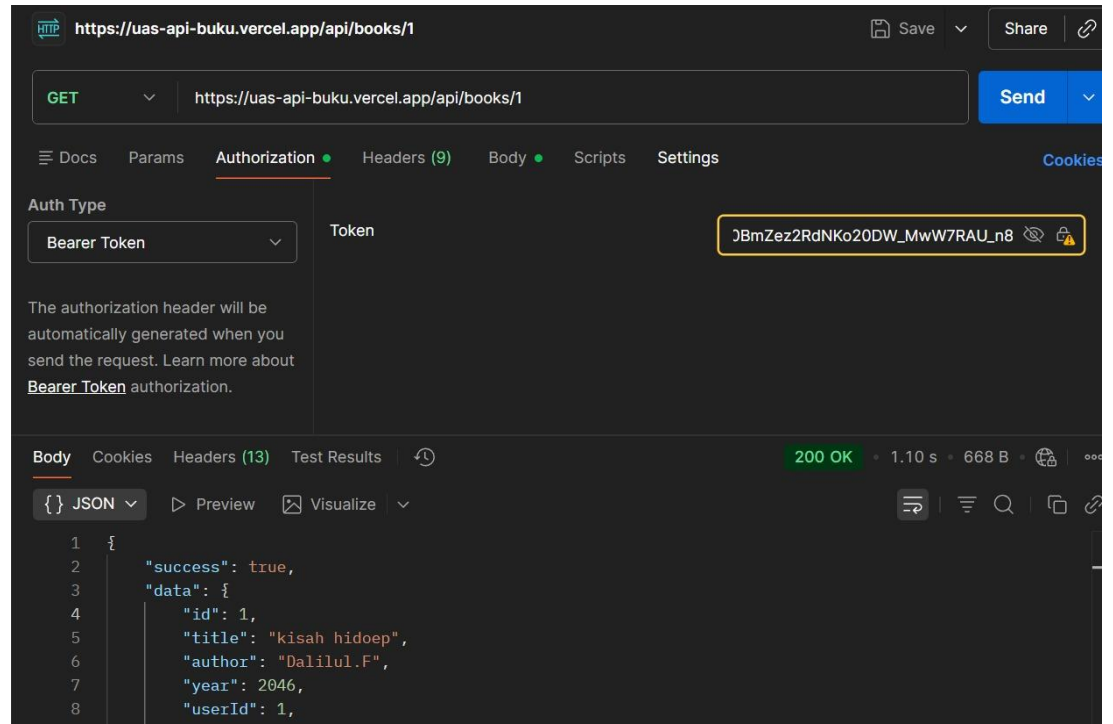 HTTP https://uas-api-buku.vercel.app/api/books/1 Save Share
GET https://uas-api-buku.vercel.app/api/books/1 Send
Docs Params Authorization Headers (9) Body Scripts Settings Cookies
Auth Type
Bearer Token
Token
BmZez2RdNKo20DW_MwW7RAU_n8
The authorization header will be
automatically generated when you
send the request. Learn more about
Bearer Token authorization.
Body Cookies Headers (13) Test Results 200 OK • 1.10 s • 668 B
{} JSON Preview Visualize
1 {
2 "success": true,
3 "data": {
4 "id": 1,
5 "title": "kisah hidoep",
6 "author": "Dalilul.F",
7 "year": 2046,
8 "userId": 1,